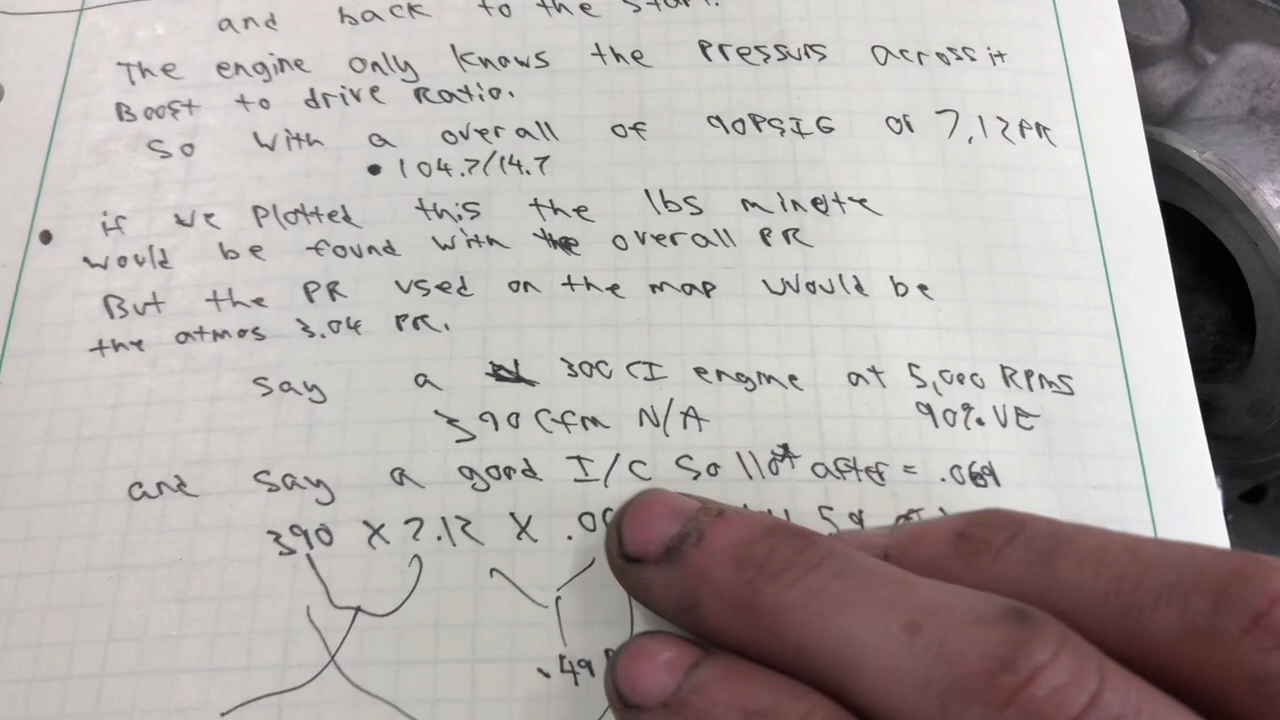 and back to the start.
The engine only knows the Pressurs across it
Boost to drive Ratio.
So with a overall of 90PSIG or 7.12PR
• 104.7/14.7
• if we Plotted this the lbs minete
would be found with the overall PR
But the PR used on the map would be
the atmos 3.04 PR.
say a 300 CI engine at 5,000 RPMS
390 Cfm N/A 90% VE
and say a good I/C so 110° after = .069
390 X 7.12 X .0
.49